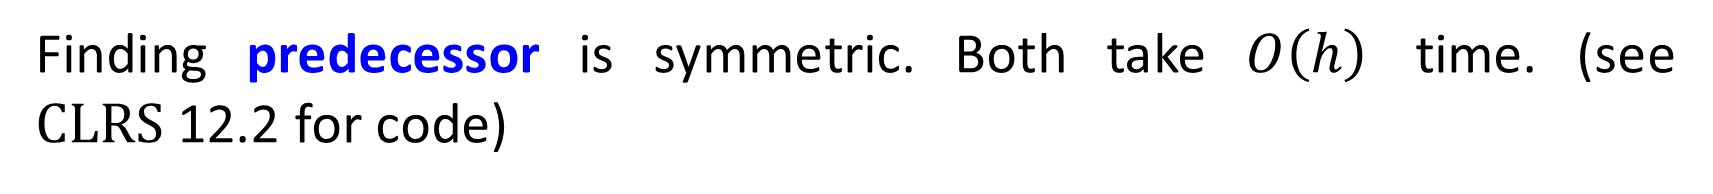 Finding predecessor is symmetric. Both take O(h) time. (see
CLRS 12.2 for code)